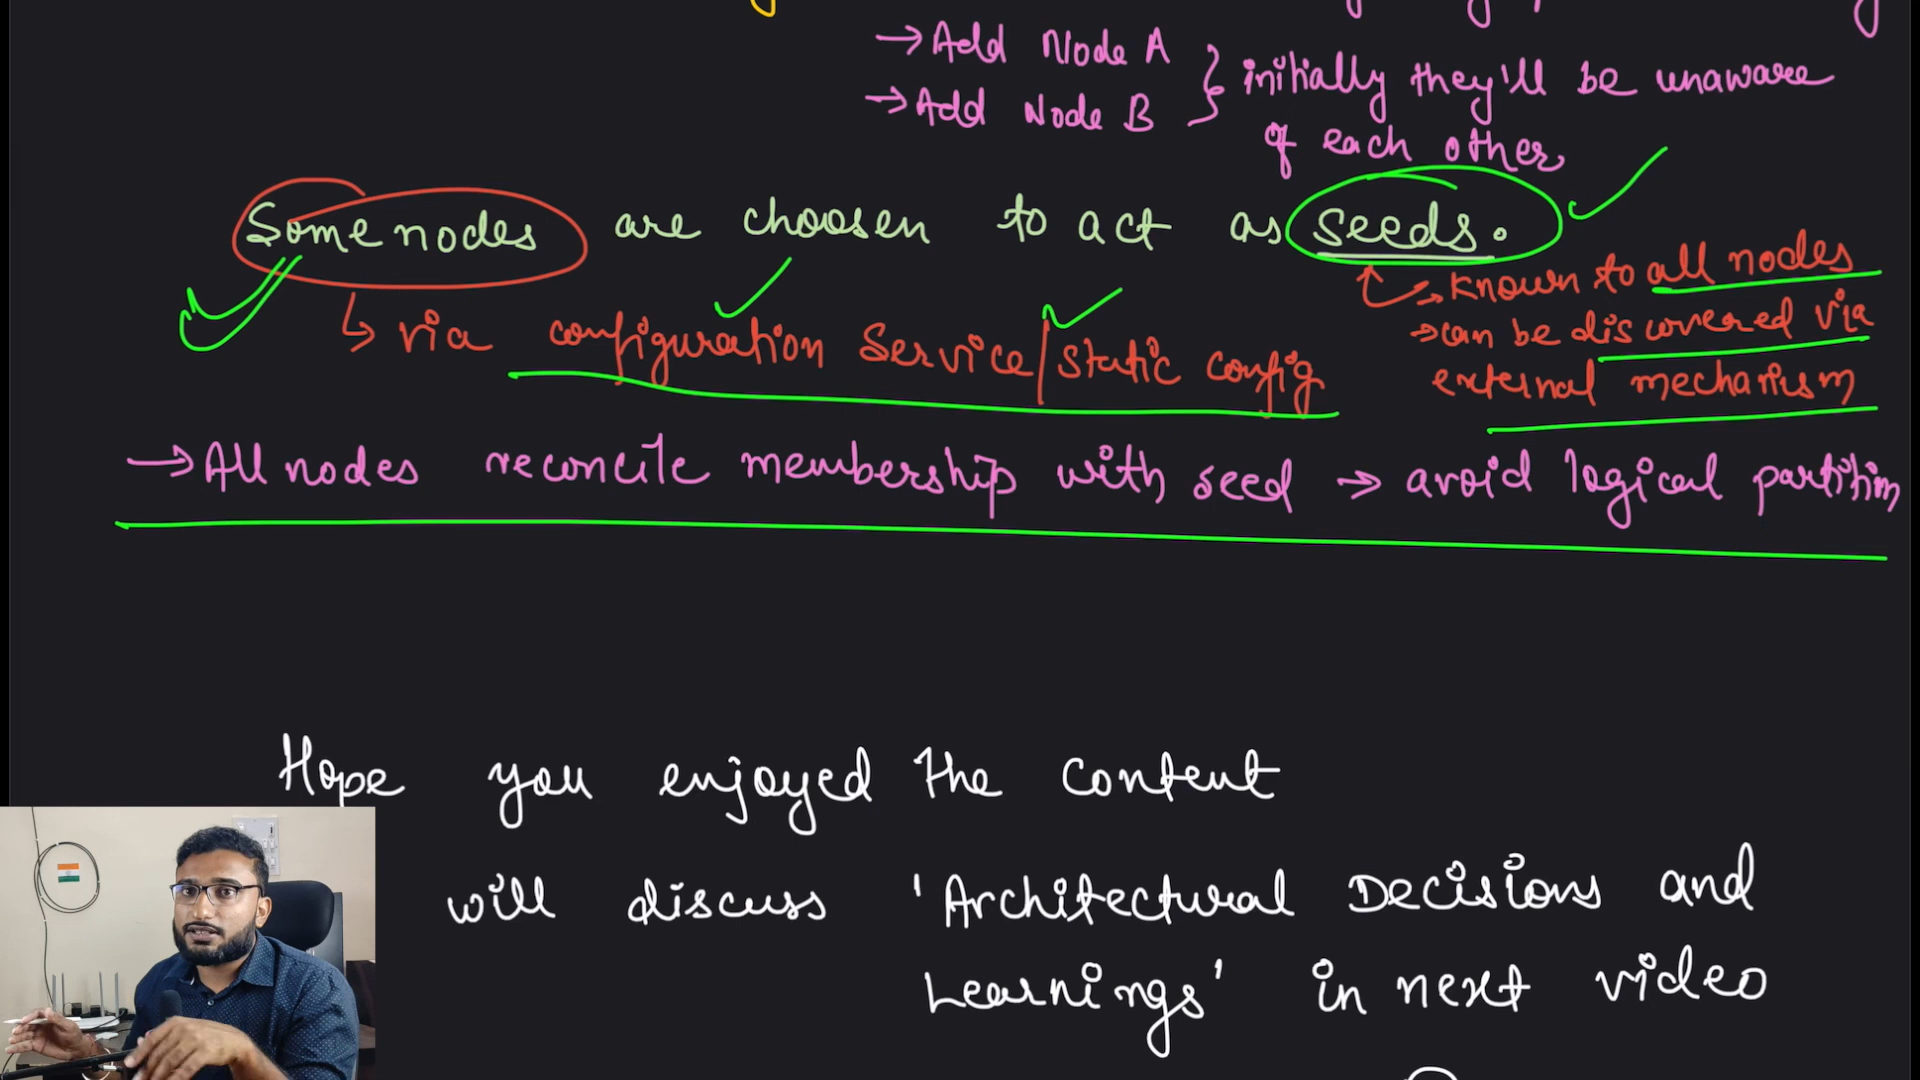 → Add Node A
→ Add Node B
initially they'll be unaware
of each other
Some nodes are choosen to act as seeds.
→ known to all nodes
→ can be discovered via
external mechanism
↳ via configuration Service/static config
→ All nodes reconcile membership with seed → avoid logical partition
Hope you enjoyed the content
will discuss 'Architectural Decisions and
Learnings' in next video